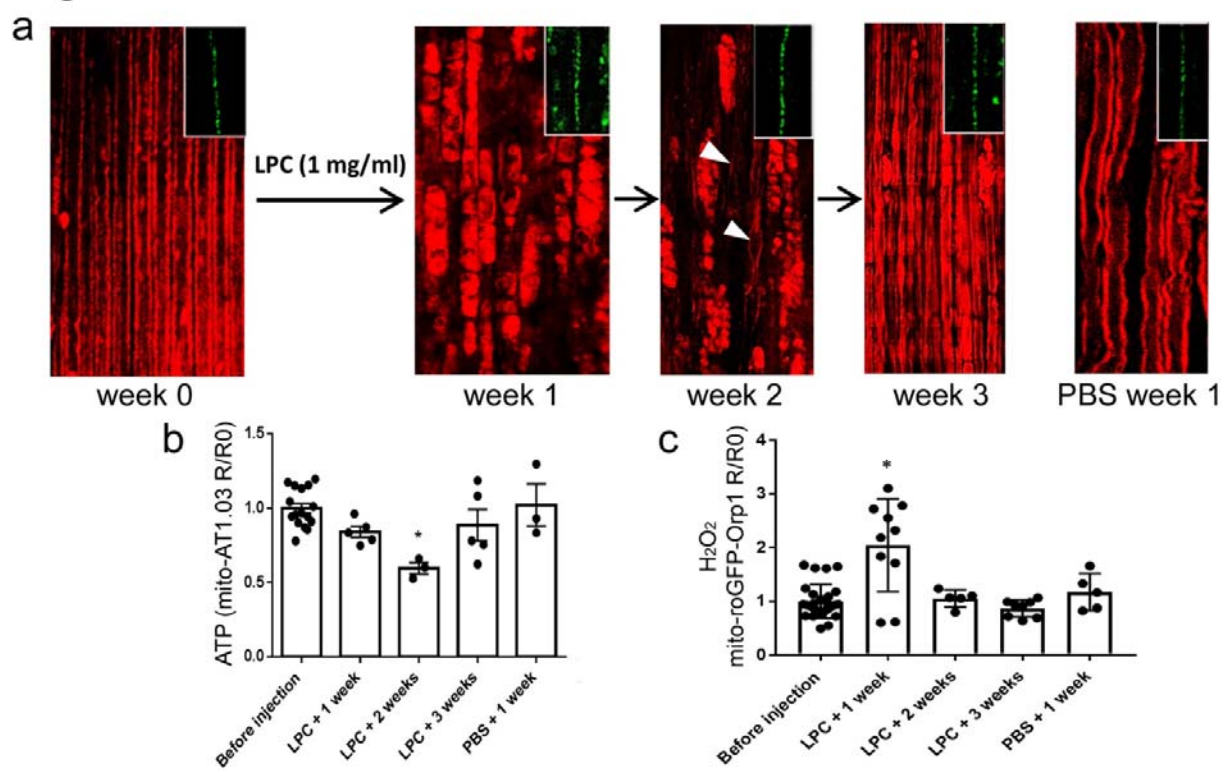 a
LPC (1 mg/ml)
week 0
week 1
week 2
week 3
PBS week 1
b
ATP (mito-AT1.03 R/R0)
1.5
1.0
0.5
0.0
*
Before injection
LPC + 1 week
LPC + 2 weeks
LPC + 3 weeks
PBS + 1 week
c
H₂O₂
mito-roGFP-Orp1 R/R0)
4
3
2
1
0
*
Before injection
LPC + 1 week
LPC + 2 weeks
LPC + 3 weeks
PBS + 1 week